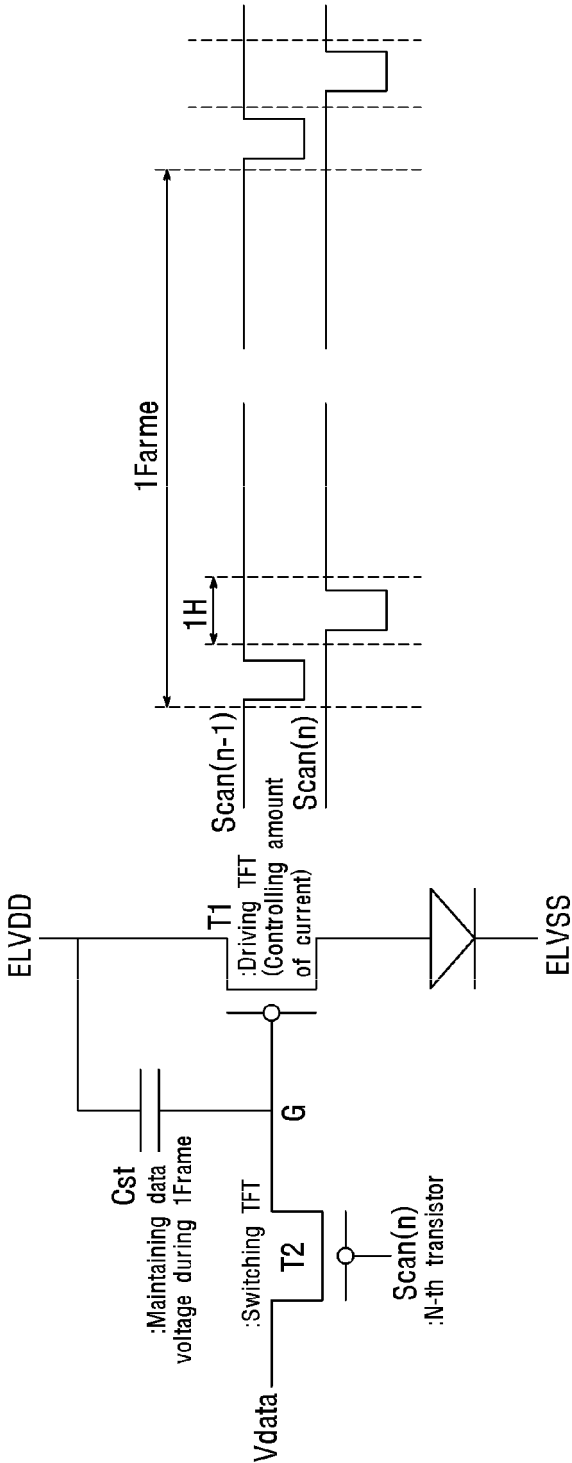 ELVDD
Cst
:Maintaining data
voltage during 1Frame
T1
:Driving TFT
(Controlling amount
of current)
G
:Switching TFT
T2
Vdata
Scan(n)
:N-th transistor
ELVSS
1Farme
1H
Scan(n-1)
Scan(n)